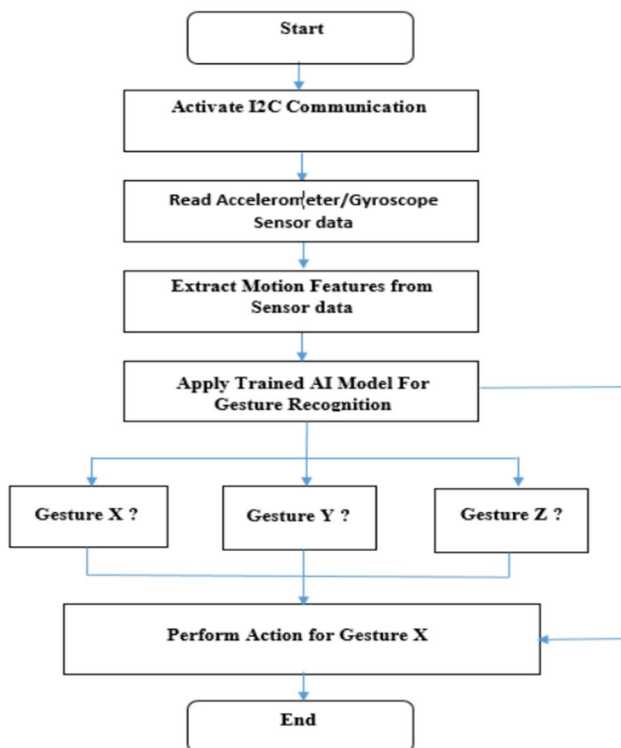 Start
Activate I2C Communication
Read Accelerometer/Gyroscope
Sensor data
Extract Motion Features from
Sensor data
Apply Trained AI Model For
Gesture Recognition
Gesture X ?
Gesture Y ?
Gesture Z ?
Perform Action for Gesture X
End